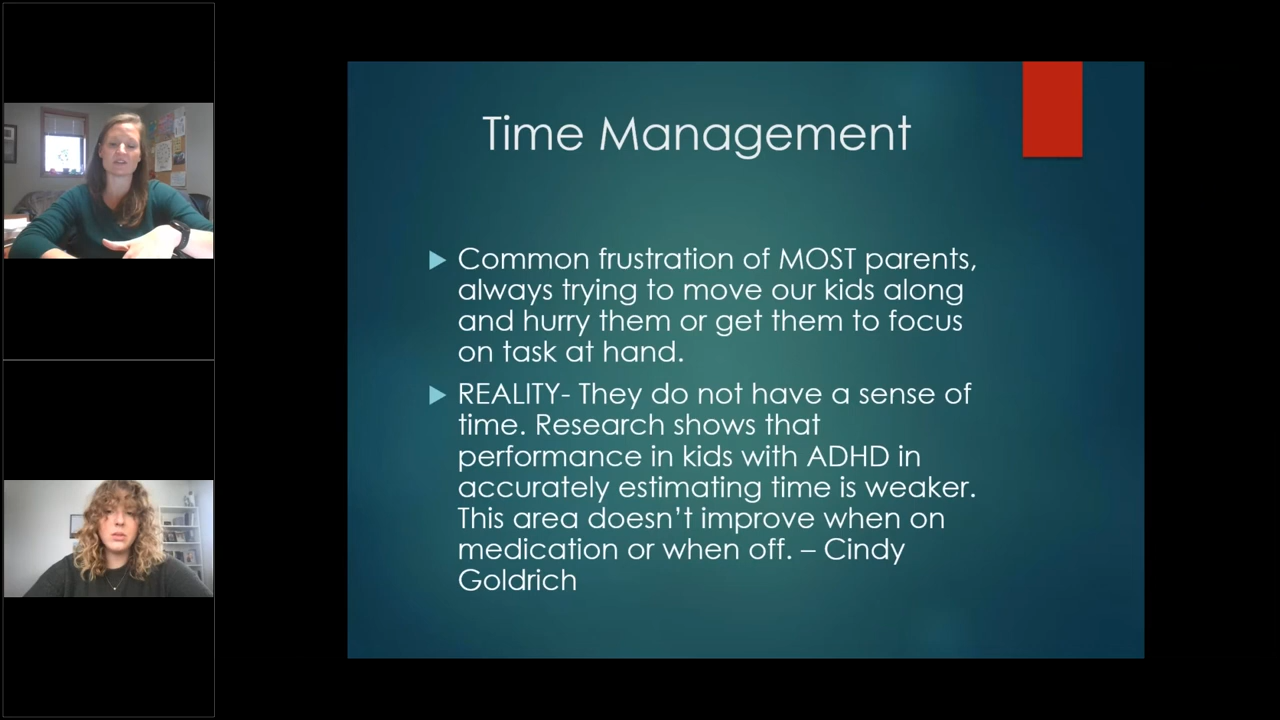 Time Management
Common frustration of MOST parents,
always trying to move our kids along
and hurry them or get them to focus
on task at hand.
REALITY- They do not have a sense of
time. Research shows that
performance in kids with ADHD in
accurately estimating time is weaker.
This area doesn’t improve when on
medication or when off. – Cindy
Goldrich